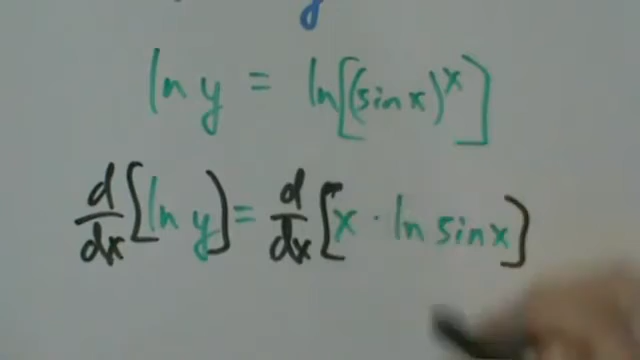 y
ln y = ln[(sin x)^x]
d/dx [ln y] = d/dx [x · ln sin x]